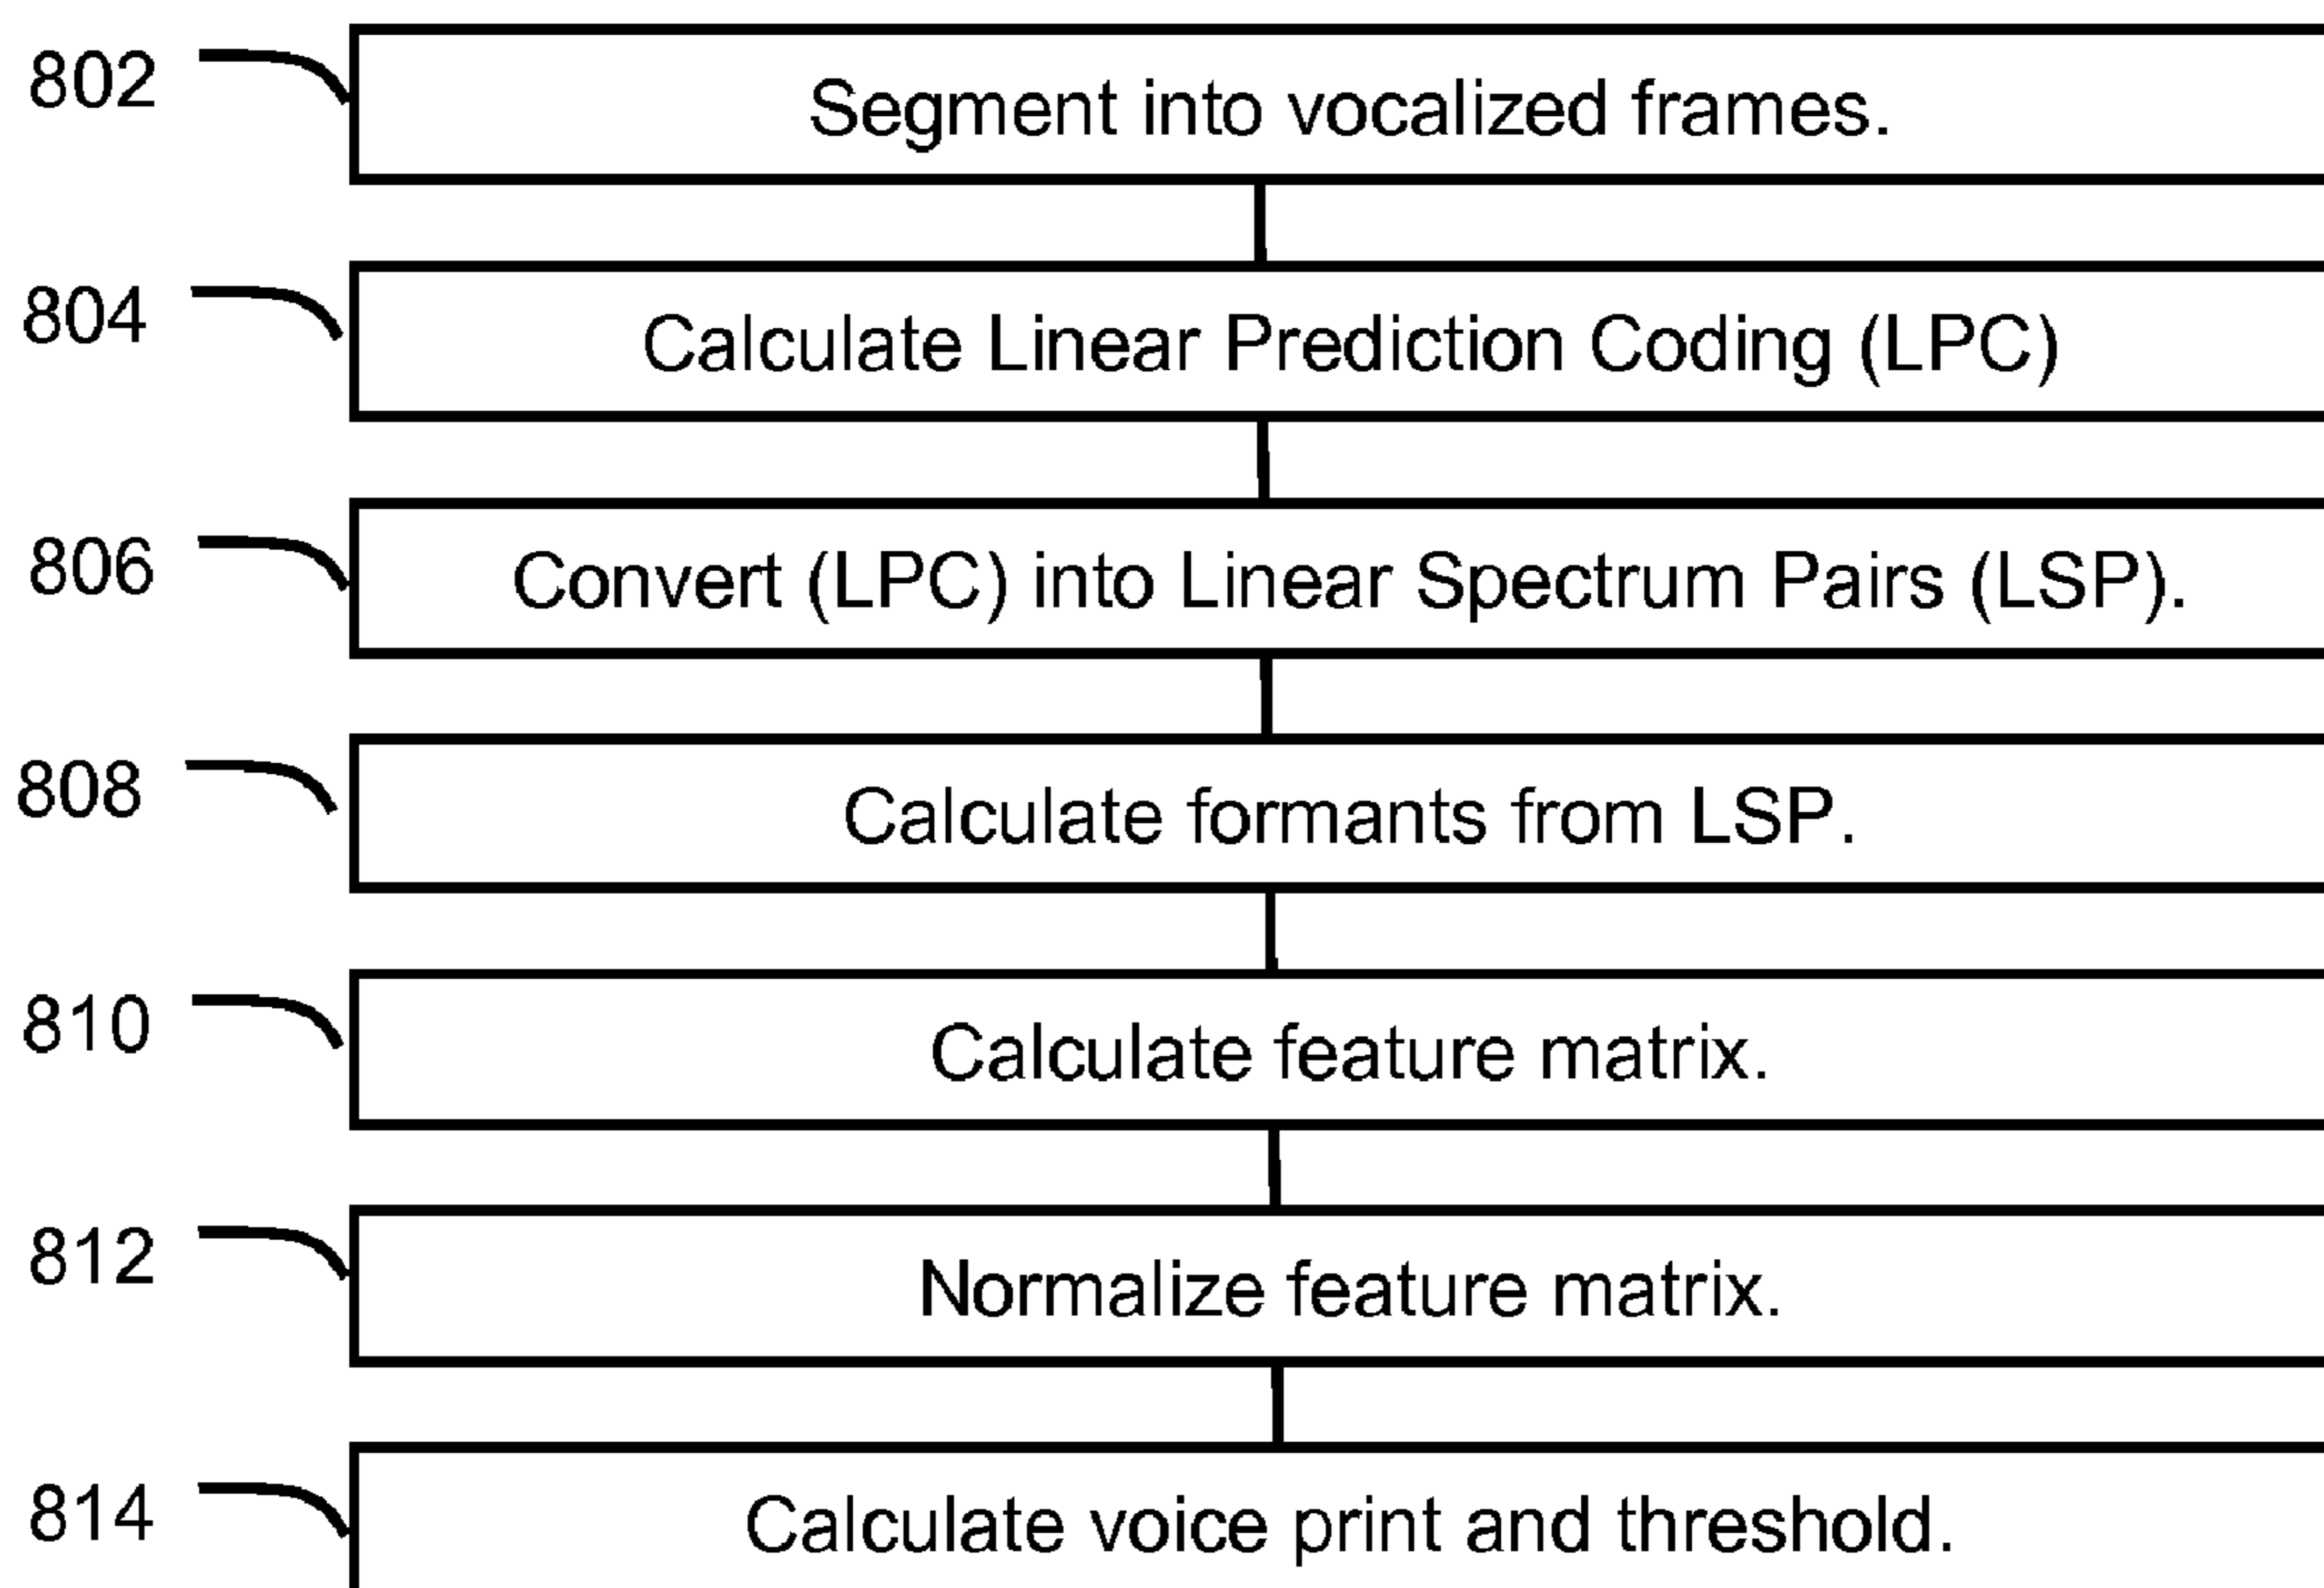 802
Segment into vocalized frames.
804
Calculate Linear Prediction Coding (LPC)
806
Convert (LPC) into Linear Spectrum Pairs (LSP).
808
Calculate formants from LSP.
810
Calculate feature matrix.
812
Normalize feature matrix.
814
Calculate voice print and threshold.